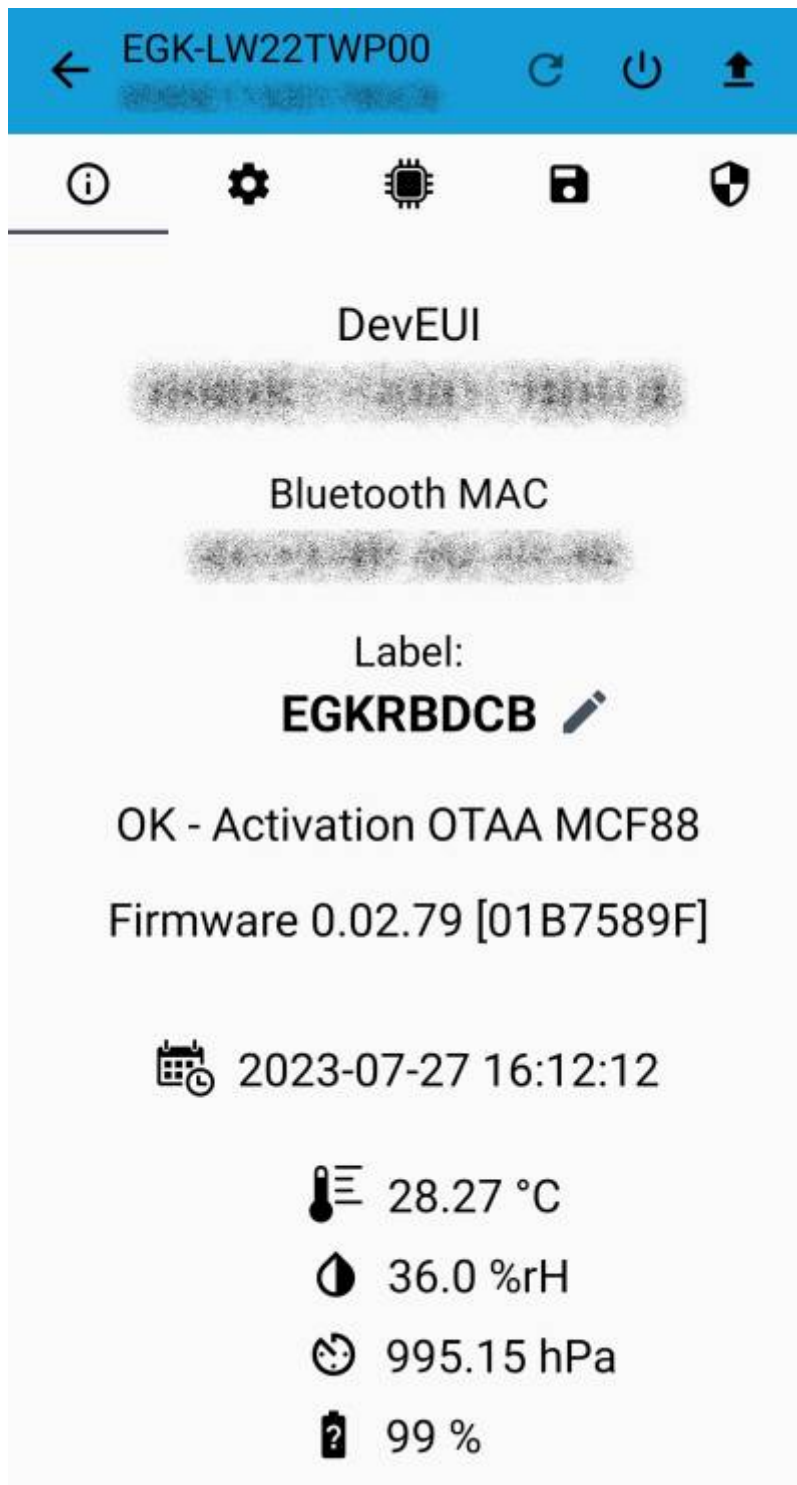 EGK-LW22TWP00
DevEUI
Bluetooth MAC
Label:
EGKRBDCB
OK - Activation OTAA MCF88
Firmware 0.02.79 [01B7589F]
2023-07-27 16:12:12
28.27 °C
36.0 %rH
995.15 hPa
99 %